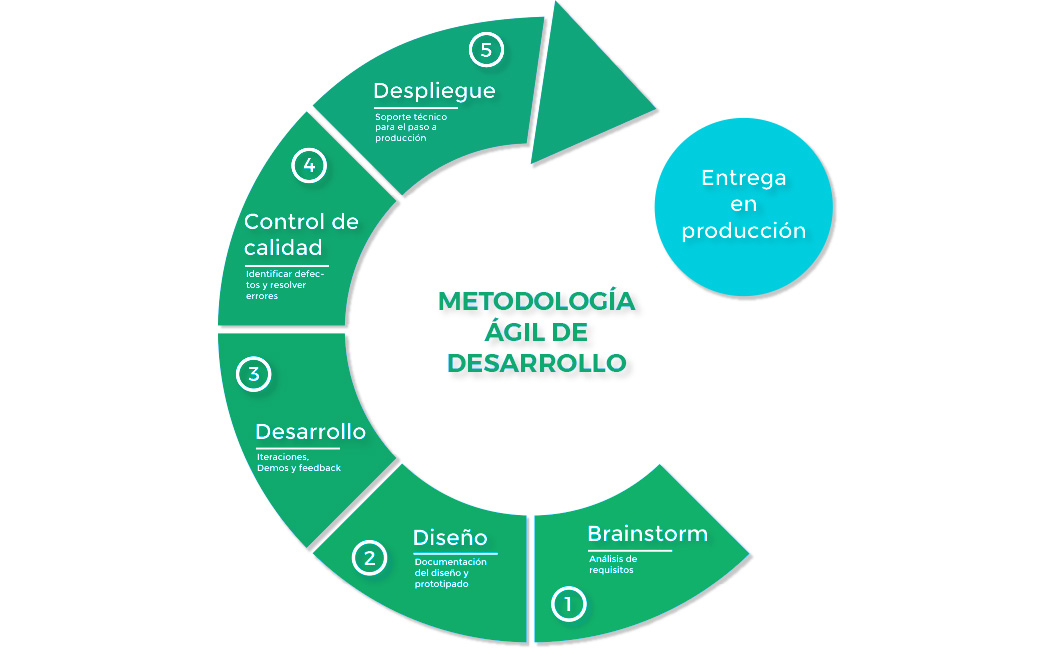 5
Despliegue
Soporte técnico
para el paso a
producción
4
Control de
calidad
Identificar defec-
tos y resolver
errores
3
Desarrollo
Iteraciones,
Demos y feedback
2
Diseño
Documentación
del diseño y
prototipado
1
Brainstorm
Análisis de
requisitos
METODOLOGÍA
ÁGIL DE
DESARROLLO
Entrega
en
producción